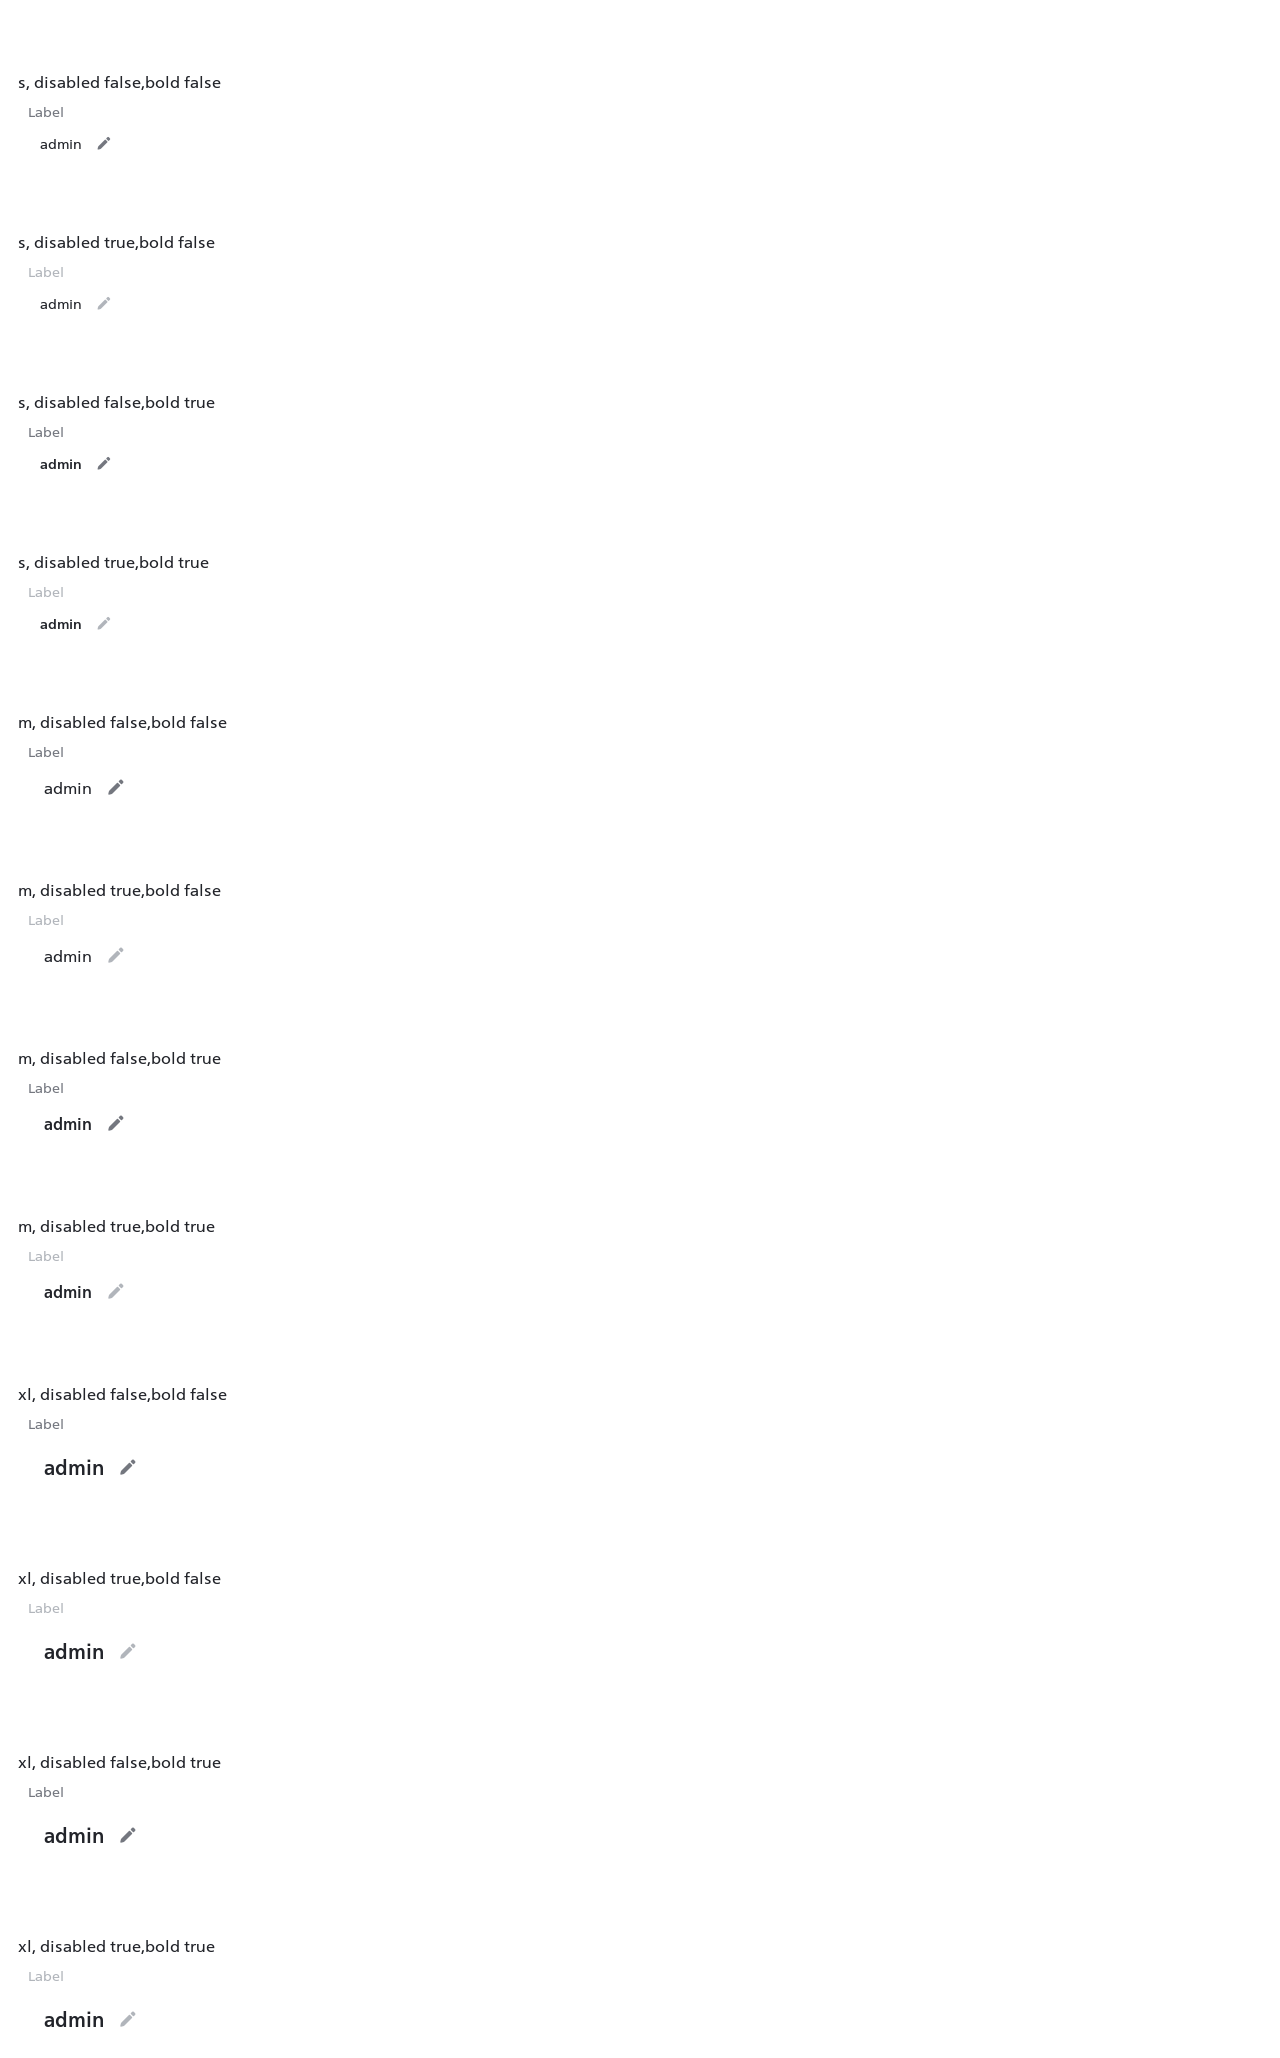 s, disabled false,bold false
Label
admin
s, disabled true,bold false
Label
admin
s, disabled false,bold true
Label
admin
s, disabled true,bold true
Label
admin
m, disabled false,bold false
Label
admin
m, disabled true,bold false
Label
admin
m, disabled false,bold true
Label
admin
m, disabled true,bold true
Label
admin
xl, disabled false,bold false
Label
admin
xl, disabled true,bold false
Label
admin
xl, disabled false,bold true
Label
admin
xl, disabled true,bold true
Label
admin